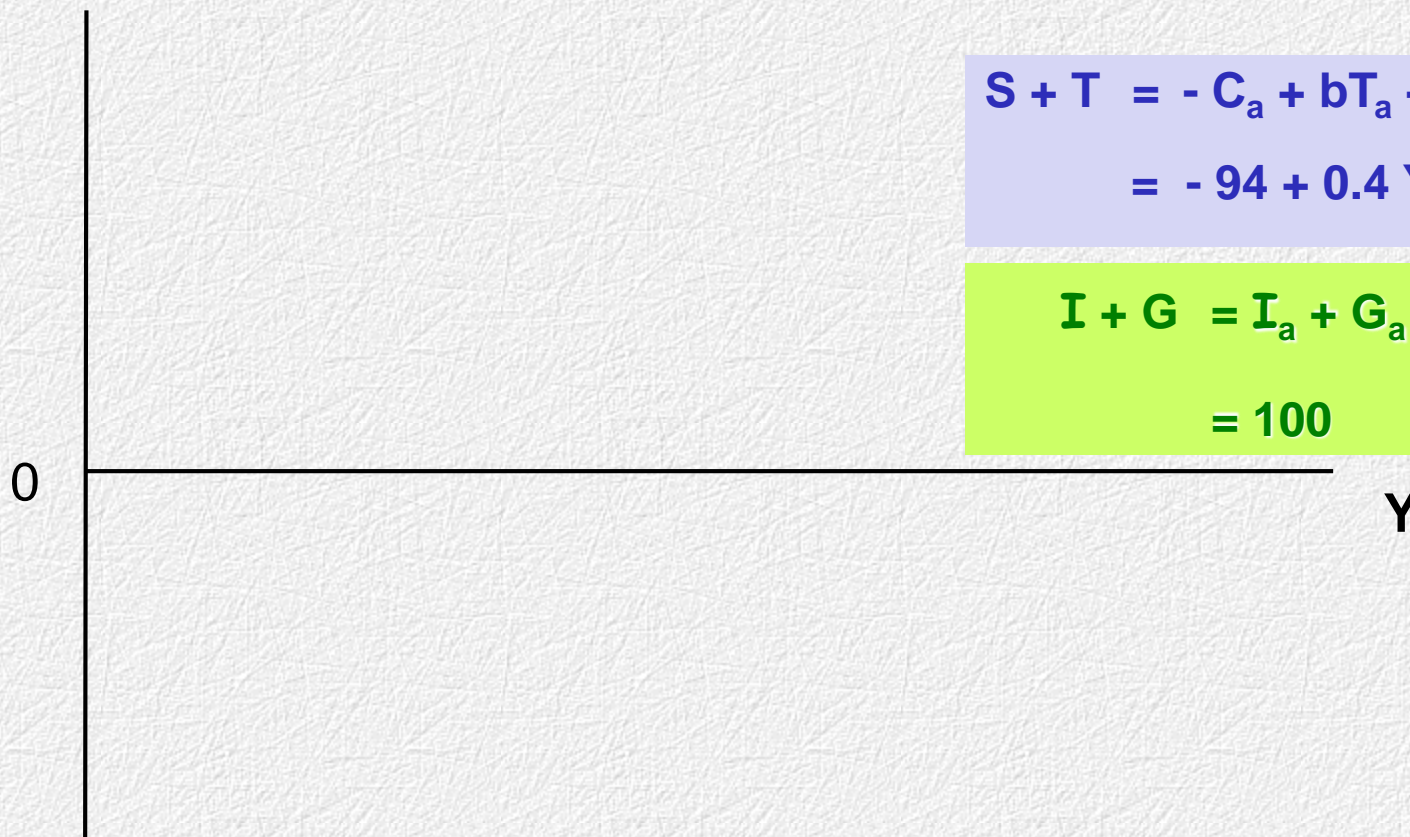 S + T = - Cₐ + bTₐ
= - 94 + 0.4
I + G = Iₐ + Gₐ
= 100
0
Y